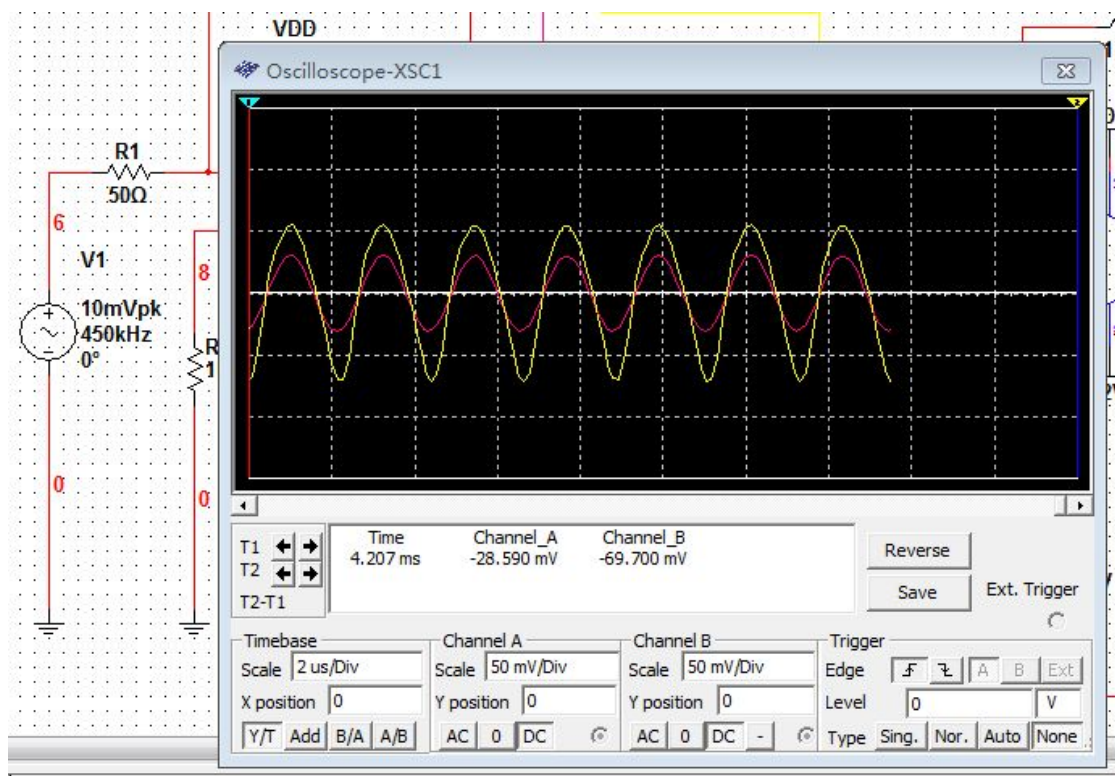 VDD
Oscilloscope-XSC1
R1
50Ω
6
V1
8
10mVpk
450kHz
0°
R
1
0
0
Time Channel_A Channel_B
T1 4.207 ms -28.590 mV -69.700 mV
T2
T2-T1
Reverse
Save
Ext. Trigger
Timebase Channel A Channel B Trigger
Scale 2 us/Div Scale 50 mV/Div Scale 50 mV/Div Edge A B Ext
X position 0 Y position 0 Y position 0 Level 0 V
Y/T Add B/A A/B AC 0 DC AC 0 DC - Type Sing. Nor. Auto None